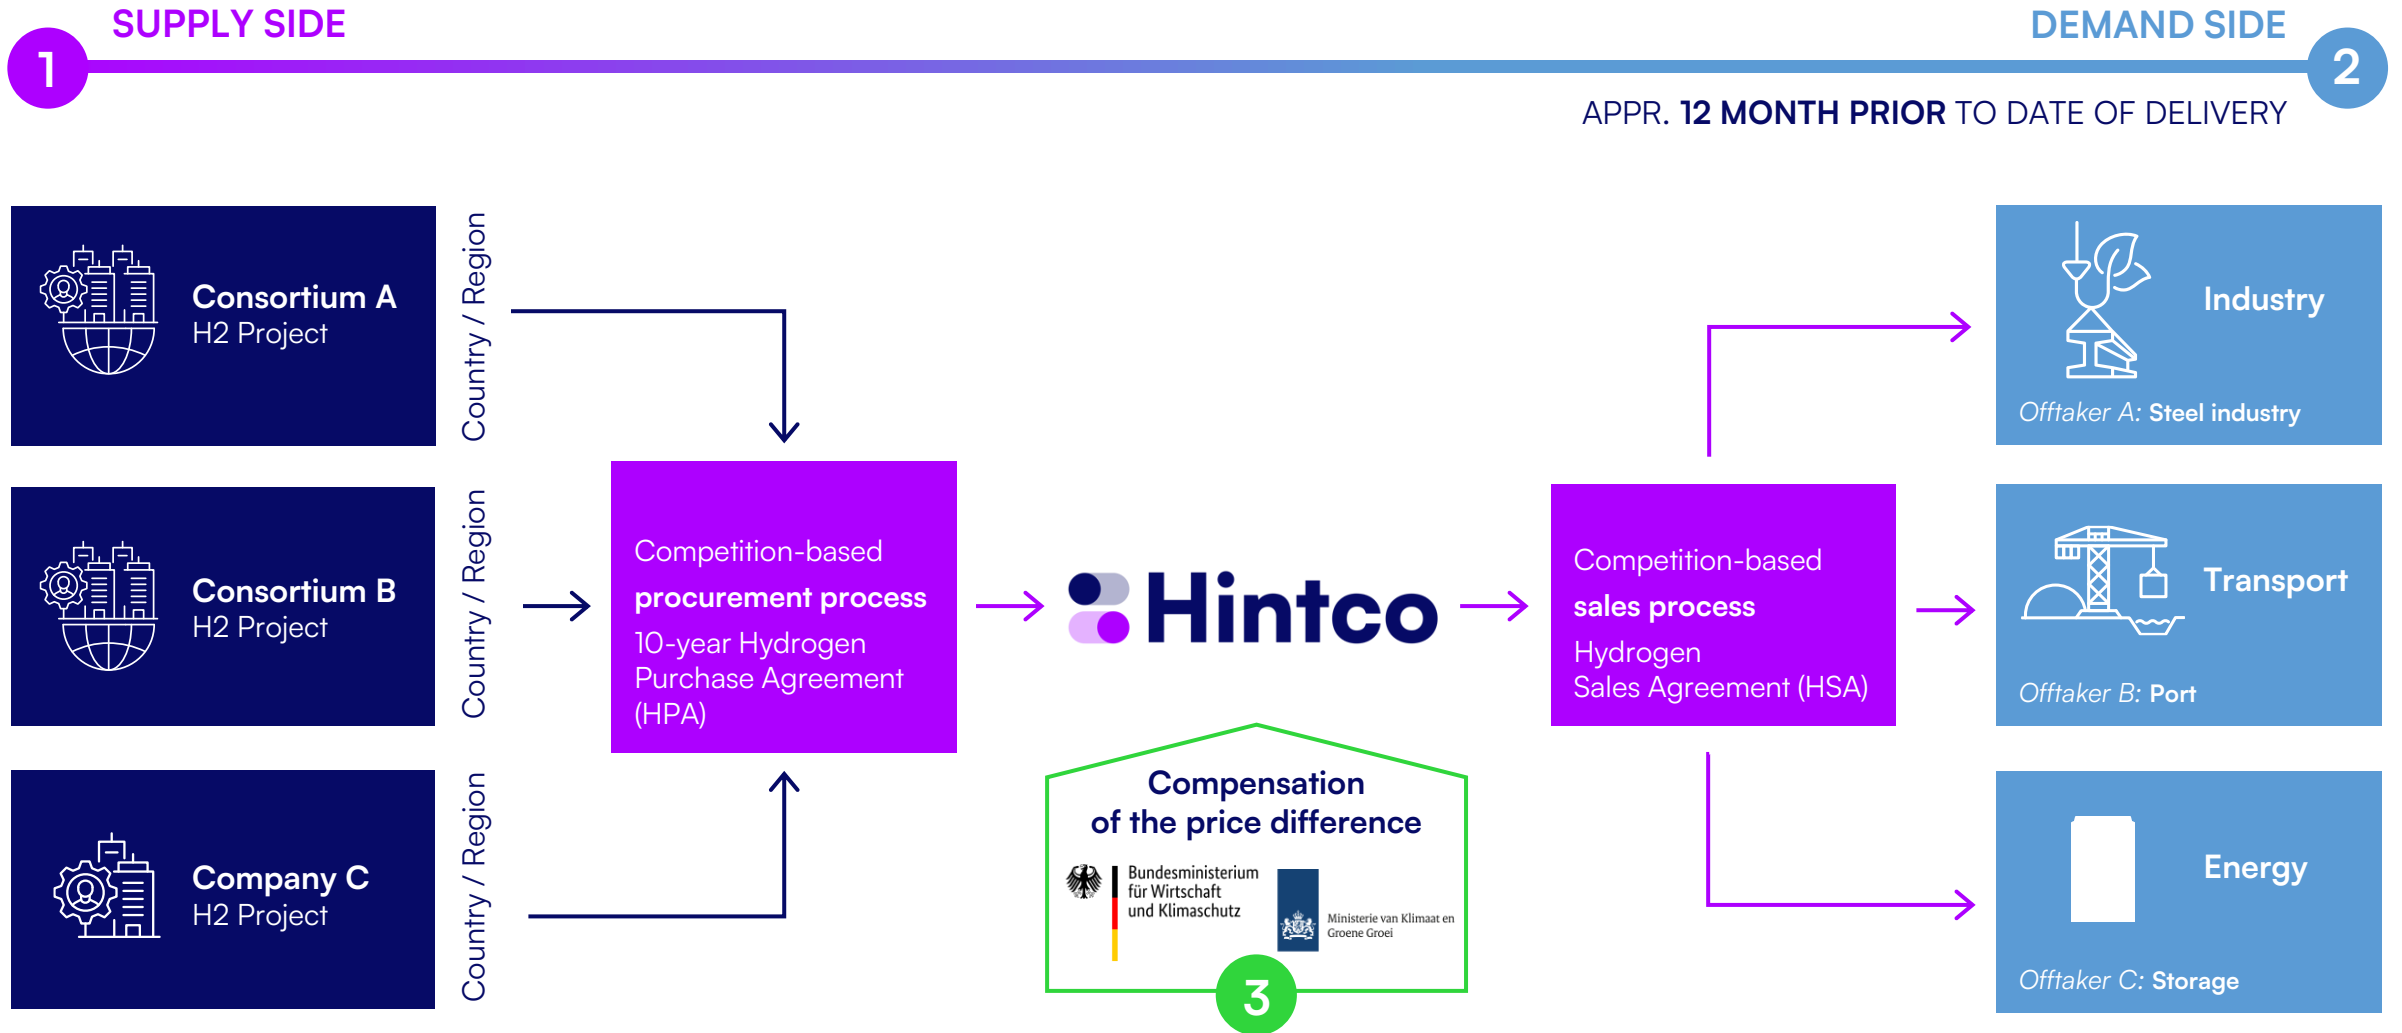 SUPPLY SIDE
DEMAND SIDE
1
2
APPR. 12 MONTH PRIOR TO DATE OF DELIVERY
Consortium A
H2 Project
Country / Region
Consortium B
H2 Project
Country / Region
Company C
H2 Project
Country / Region
Competition-based
procurement process
10-year Hydrogen
Purchase Agreement
(HPA)
Hintco
Compensation
of the price difference
Bundesministerium
für Wirtschaft
und Klimaschutz
Ministerie van Klimaat en
Groene Groei
3
Competition-based
sales process
Hydrogen
Sales Agreement (HSA)
Industry
Offtaker A: Steel industry
Transport
Offtaker B: Port
Energy
Offtaker C: Storage